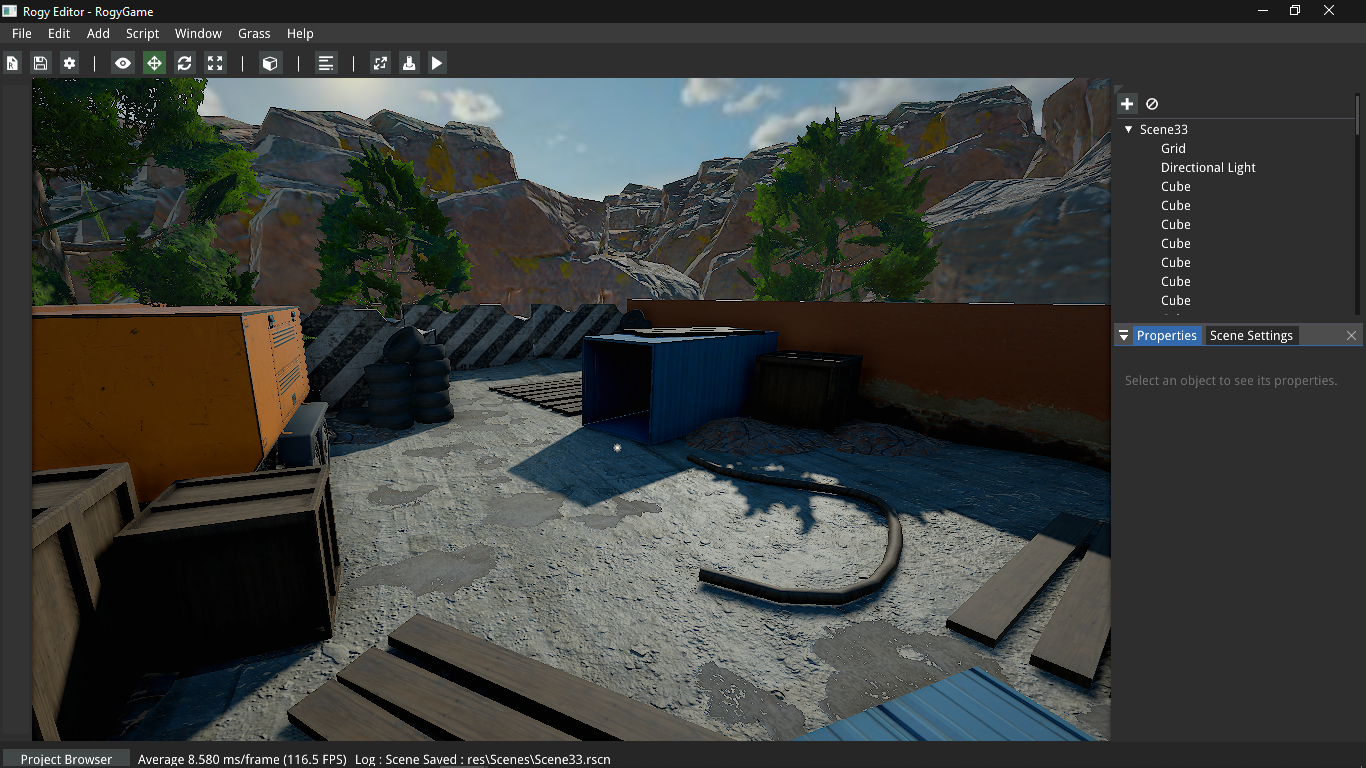 Rogy Editor - RogyGame
File Edit Add Script Window Grass Help
Scene33
Grid
Directional Light
Cube
Cube
Cube
Cube
Cube
Cube
Cube
Properties Scene Settings
Select an object to see its properties.
Project Browser Average 8.580 ms/frame (116.5 FPS) Log : Scene Saved : res\Scenes\Scene33.rscn